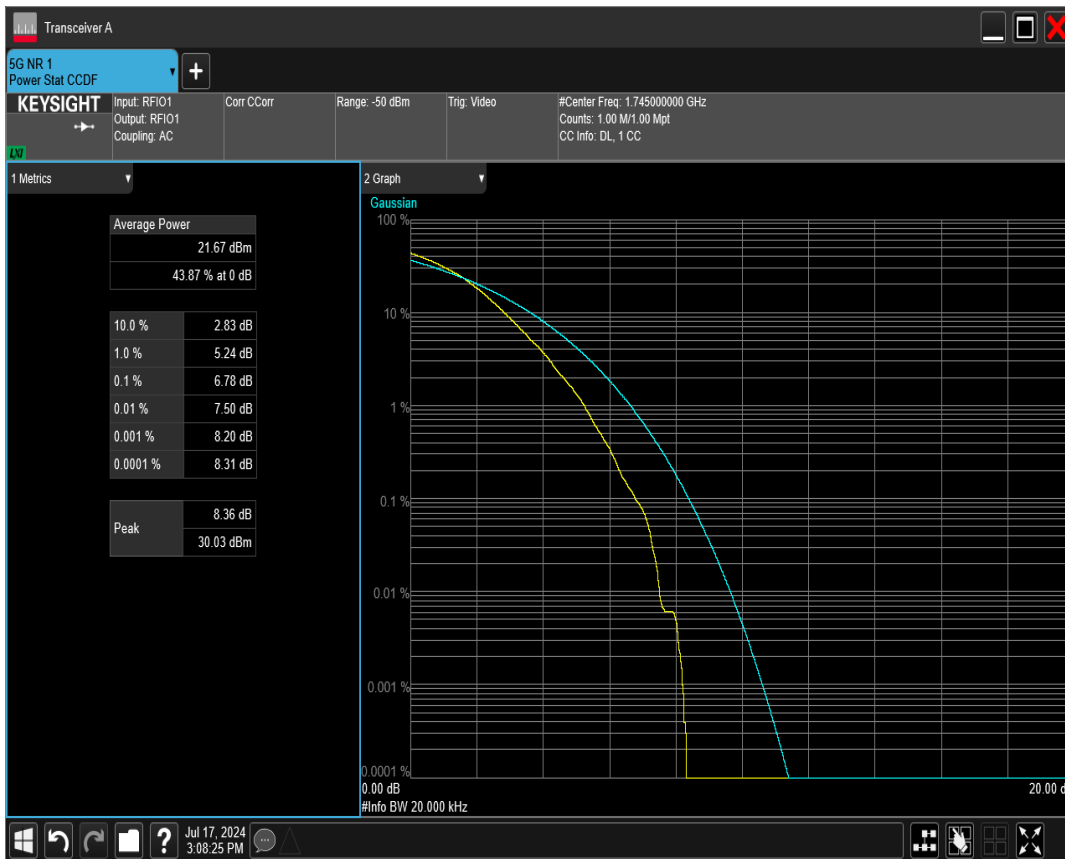 Transceiver A
5G NR 1
Power Stat CCDF
KEYSIGHT
LXI
Input: RFIO1
Output: RFIO1
Coupling: AC
Corr CCorr
Range: -50 dBm
Trig: Video
#Center Freq: 1.745000000 GHz
Counts: 1.00 M/1.00 Mpt
CC Info: DL, 1 CC
1 Metrics
Average Power
21.67 dBm
43.87 % at 0 dB
10.0 % 2.83 dB
1.0 % 5.24 dB
0.1 % 6.78 dB
0.01 % 7.50 dB
0.001 % 8.20 dB
0.0001 % 8.31 dB
Peak
8.36 dB
30.03 dBm
2 Graph
Gaussian
100 %
10 %
1 %
0.1 %
0.01 %
0.001 %
0.0001 %
0.00 dB
20.00 d
#Info BW 20.000 kHz
Jul 17, 2024
3:08:25 PM